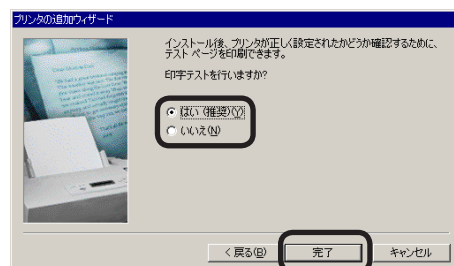 プリンタの追加ウィザード
インストール後、プリンタが正しく設定されたかどうか確認するために、
テスト ページを印刷できます。
印字テストを行いますか?
はい (推奨)(Y)
いいえ(N)
< 戻る(B)
完了
キャンセル